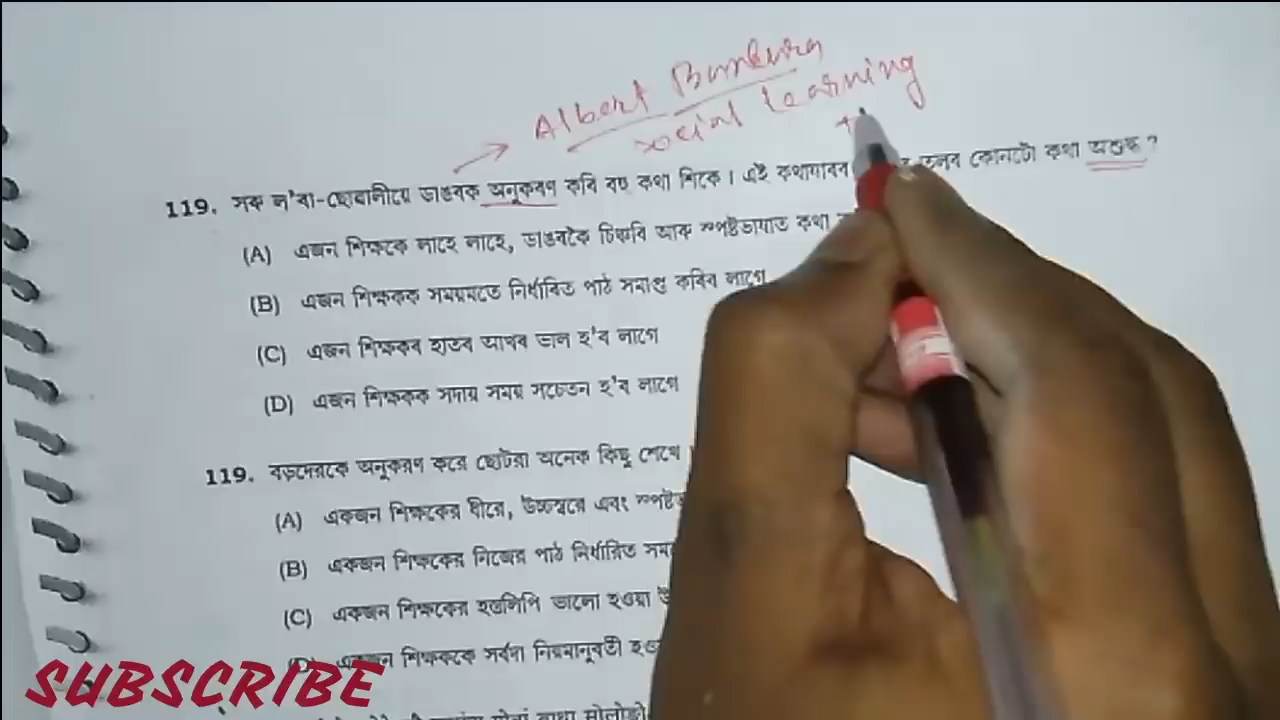 Albert Bandura
social learning
119. সৰু ল'ৰা-ছোৱালীয়ে ডাঙৰক অনুকৰণ কৰি বহু কথা শিকে। এই কথাষাৰৰ তলৰ কোনটো কথা অশুদ্ধ?
(A) এজন শিক্ষকে লাহে লাহে, ডাঙৰকৈ চিঞৰি আৰু স্পষ্টভাষাত কথা
(B) এজন শিক্ষকক সময়মতে নিৰ্ধাৰিত পাঠ সমাপ্ত কৰিব লাগে
(C) এজন শিক্ষকৰ হাতৰ আখৰ ভাল হ'ব লাগে
(D) এজন শিক্ষকক সদায় সময় সচেতন হ'ব লাগে
119. বড়দেরকে অনুকরণ করে ছোটরা অনেক কিছু শেখে।
(A) একজন শিক্ষকের ধীরে, উচ্চস্বরে এবং
(B) একজন শিক্ষকের নিজের পাঠ নির্ধারিত
(C) একজন শিক্ষকের হস্তলিপি ভালো হওয়া
(D) একজন শিক্ষককে সর্বদা নিয়মানুবর্তী
SUBSCRIBE